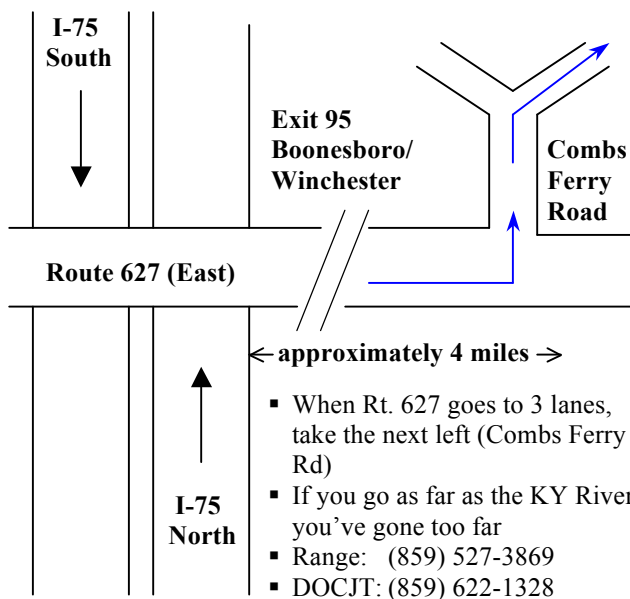 I-75
South
Exit 95
Boonesboro/
Winchester
Combs
Ferry
Road
Route 627 (East)
approximately 4 miles
▪ When Rt. 627 goes to 3 lanes,
take the next left (Combs Ferry
Rd)
▪ If you go as far as the KY River
you’ve gone too far
▪ Range: (859) 527-3869
▪ DOCJT: (859) 622-1328
I-75
North